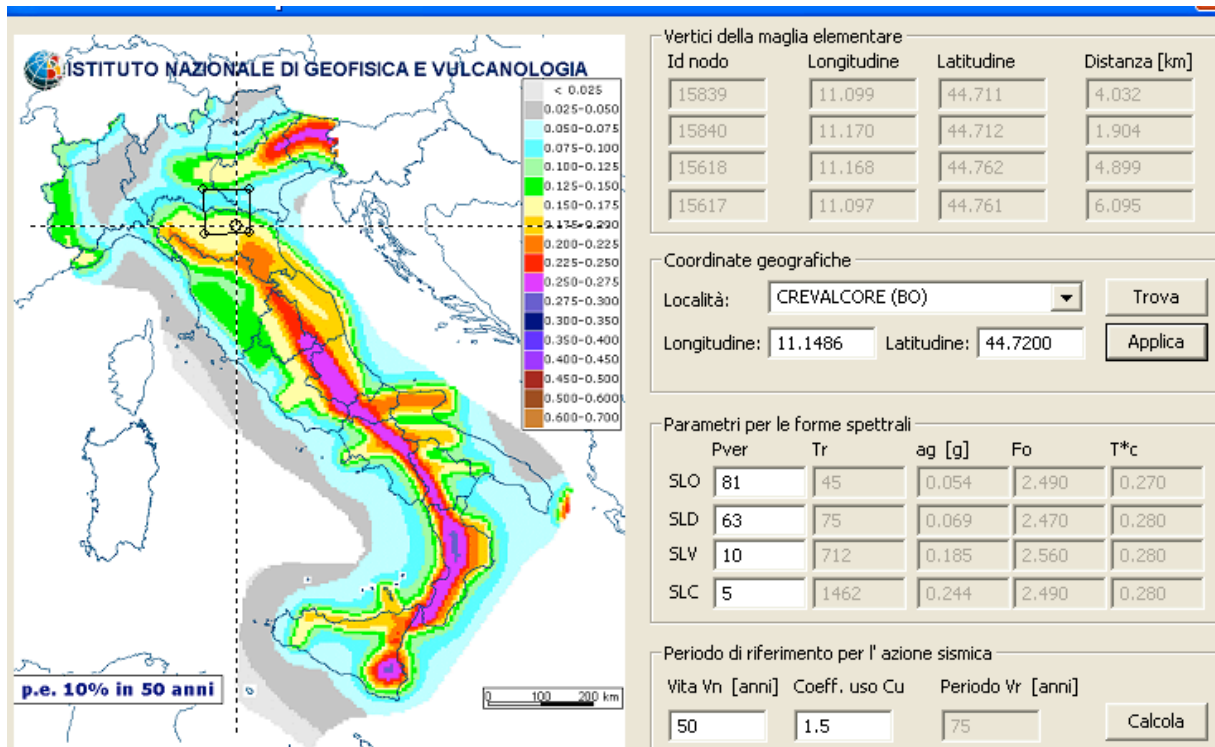 ISTITUTO NAZIONALE DI GEOFISICA E VULCANOLOGIA
< 0.025
0.025-0.050
0.050-0.075
0.075-0.100
0.100-0.125
0.125-0.150
0.150-0.175
0.175-0.200
0.200-0.225
0.225-0.250
0.250-0.275
0.275-0.300
0.300-0.350
0.350-0.400
0.400-0.450
0.450-0.500
0.500-0.600
0.600-0.700
p.e. 10% in 50 anni
0 100 200 km
Vertici della maglia elementare
Id nodo Longitudine Latitudine Distanza [km]
15839 11.099 44.711 4.032
15840 11.170 44.712 1.904
15618 11.168 44.762 4.899
15617 11.097 44.761 6.095
Coordinate geografiche
Località: CREVALCORE (BO) Trova
Longitudine: 11.1486 Latitudine: 44.7200 Applica
Parametri per le forme spettrali
Pver Tr ag [g] Fo T*c
SLO 81 45 0.054 2.490 0.270
SLD 63 75 0.069 2.470 0.280
SLV 10 712 0.185 2.560 0.280
SLC 5 1462 0.244 2.490 0.280
Periodo di riferimento per l' azione sismica
Vita Vn [anni] Coeff. uso Cu Periodo Vr [anni]
50 1.5 75 Calcola